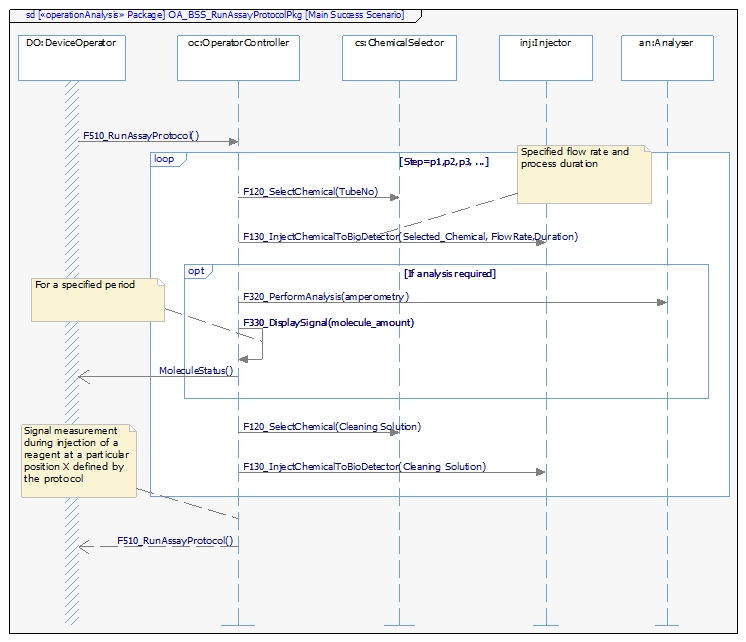 sd [«operationAnalysis» Package] OA_BSS_RunAssayProtocolPkg [Main Success Scenario]
DO:DeviceOperator
oc:OperatorController
cs:ChemicalSelector
inj:Injector
an:Analyser
F510_RunAssayProtocol()
loop
[Step=p1,p2,p3, ...]
Specified flow rate and
process duration
F120_SelectChemical(TubeNo)
F130_InjectChemicalToBioDetector(Selected_Chemical, FlowRate,Duration)
opt
[If analysis required]
For a specified period
F320_PerformAnalysis(amperometry)
F330_DisplaySignal(molecule_amount)
MoleculeStatus()
F120_SelectChemical(Cleaning Solution)
Signal measurement
during injection of a
reagent at a particular
position X defined by
the protocol
F130_InjectChemicalToBioDetector(Cleaning Solution)
F510_RunAssayProtocol()